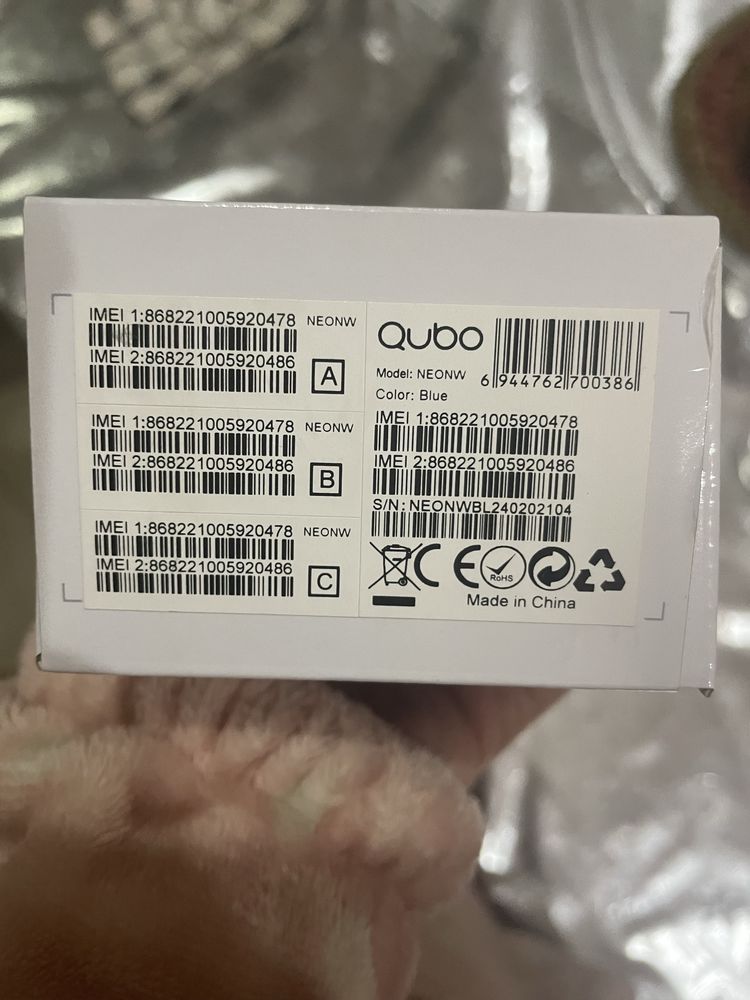 IMEI 1:868221005920478 NEONW
IMEI 2:868221005920486
A
IMEI 1:868221005920478 NEONW
IMEI 2:868221005920486
B
IMEI 1:868221005920478 NEONW
IMEI 2:868221005920486
C
Qubo
6 944762 700386
Model: NEONW
Color: Blue
IMEI 1:868221005920478
IMEI 2:868221005920486
S/N: NEONWBL240202104
CE
RoHS
Made in China